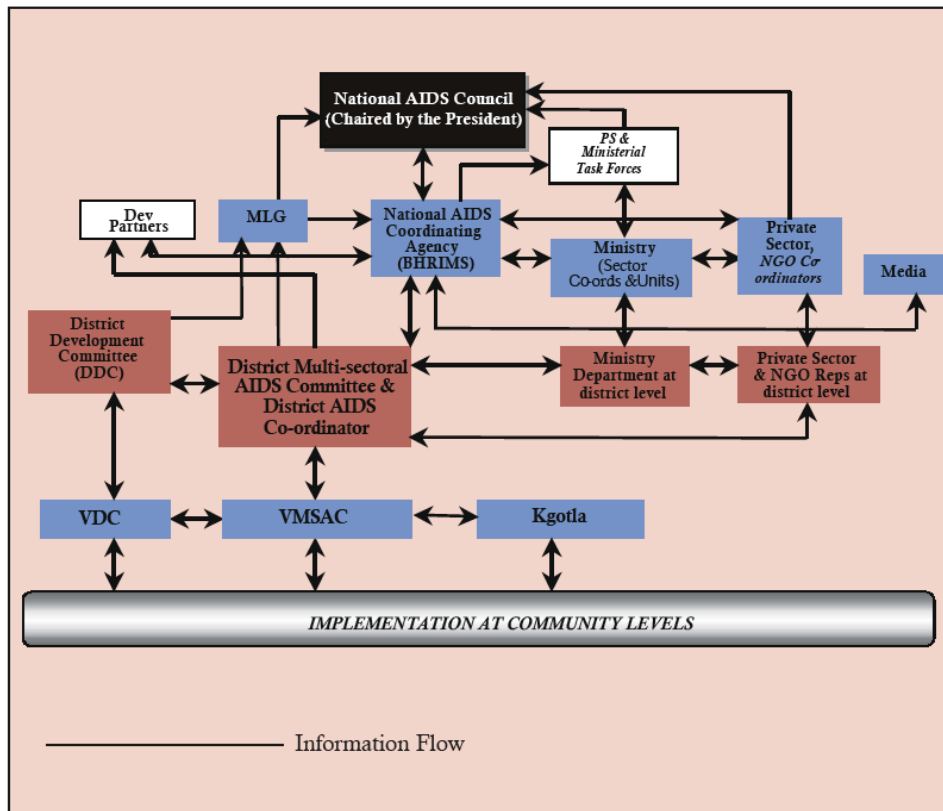 National AIDS Council
(Chaired by the President)
PS &
Ministerial
Task Forces
Dev
Partners
MLG
National AIDS
Coordinating
Agency
(BHRIMS)
Ministry
(Sector
Co-ords &Units)
Private
Sector,
NGO Co-
ordinators
Media
District
Development
Committee
(DDC)
District Multi-sectoral
AIDS Committee &
District AIDS
Co-ordinator
Ministry
Department at
district level
Private Sector
& NGO Reps at
district level
VDC
VMSAC
Kgotla
IMPLEMENTATION AT COMMUNITY LEVELS
Information Flow